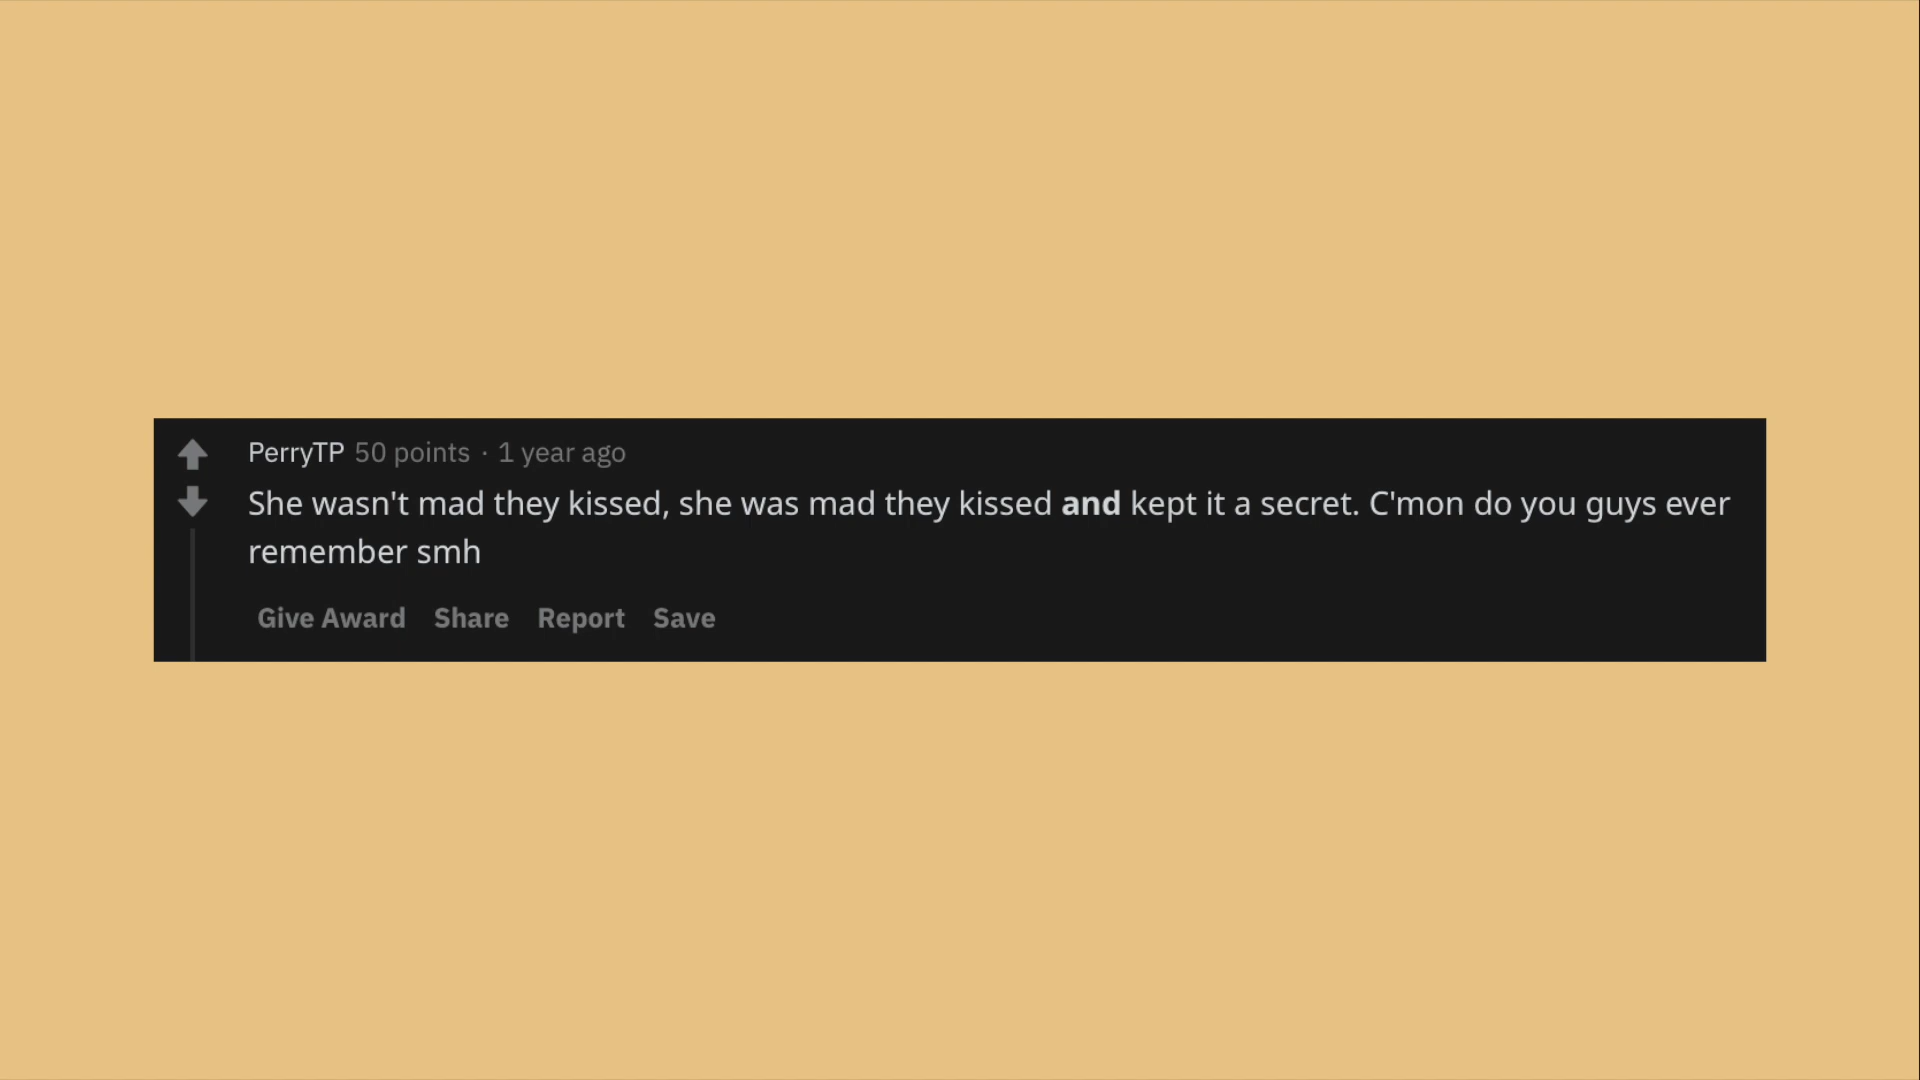 PerryTP 50 points · 1 year ago
She wasn't mad they kissed, she was mad they kissed and kept it a secret. C'mon do you guys ever
remember smh
Give Award Share Report Save